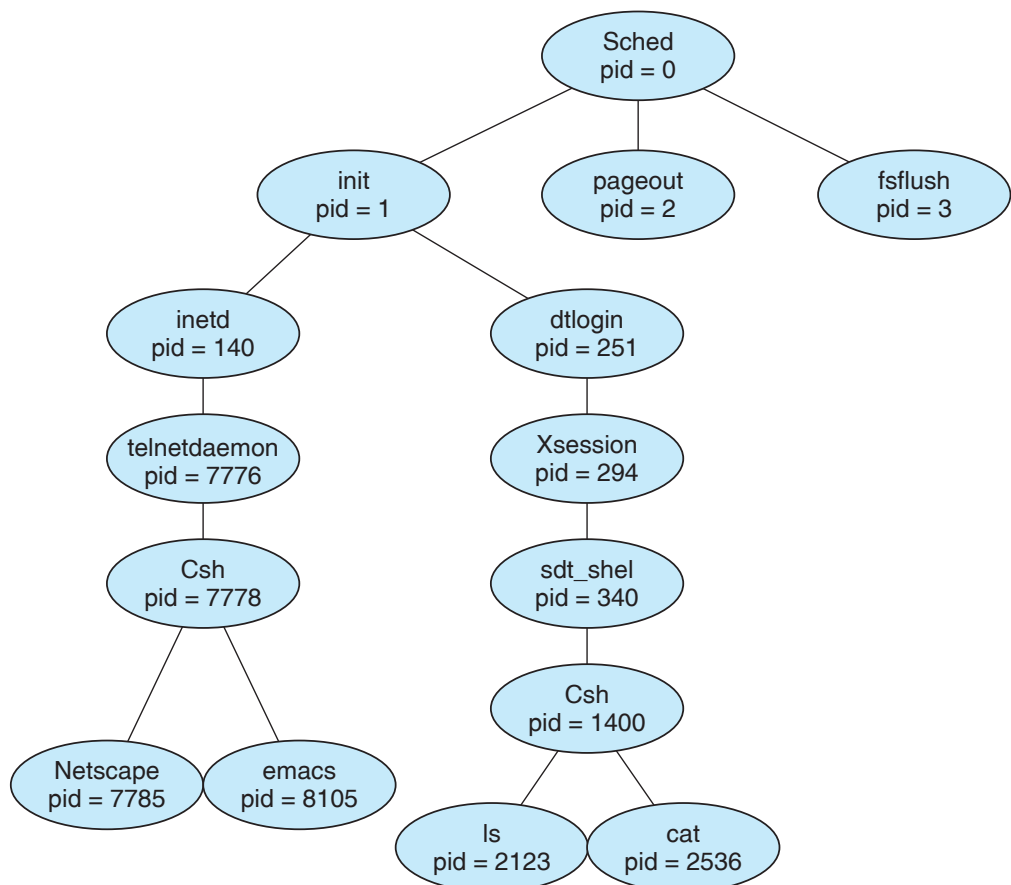 Sched
pid = 0
init
pid = 1
pageout
pid = 2
fsflush
pid = 3
inetd
pid = 140
dtlogin
pid = 251
telnetdaemon
pid = 7776
Xsession
pid = 294
Csh
pid = 7778
sdt_shel
pid = 340
Csh
pid = 1400
Netscape
pid = 7785
emacs
pid = 8105
ls
pid = 2123
cat
pid = 2536